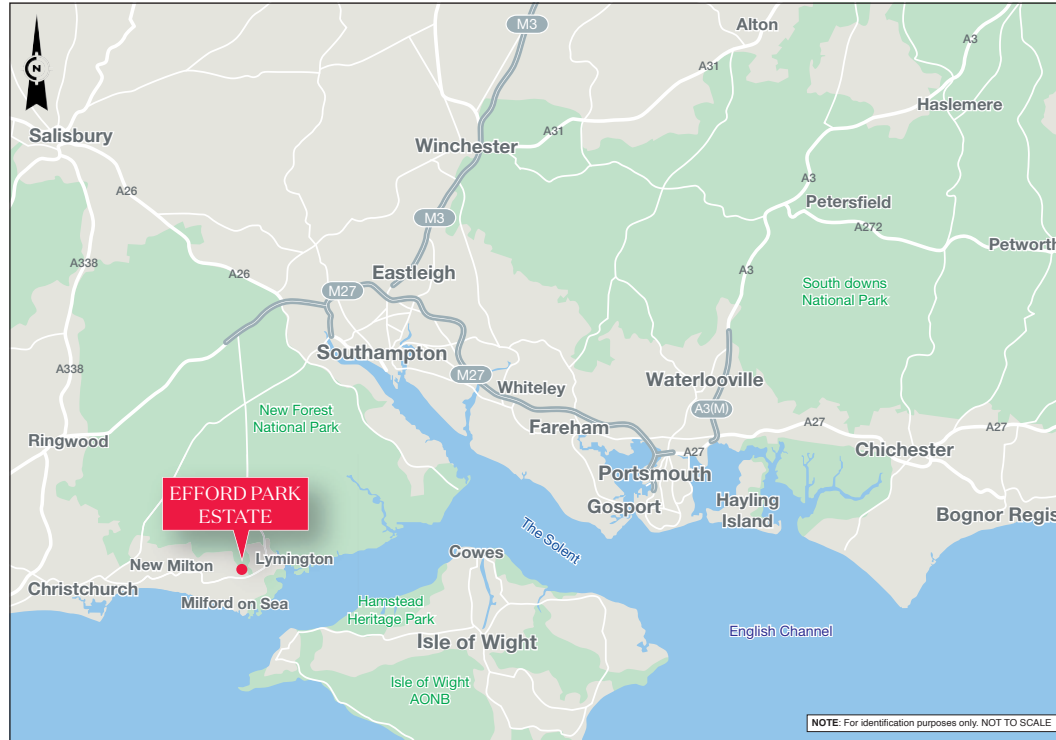 M3
Alton
A3
A31
N
Haslemere
Salisbury
Winchester
A31
A3
A26
Petersfield
M3
A272
Petworth
A338
A26
Eastleigh
A3
M27
South downs
National Park
Southampton
A338
M27
Whiteley
Waterlooville
New Forest
National Park
A3(M)
Fareham
A27
A27
Ringwood
A27
Chichester
Portsmouth
EFFORD PARK
ESTATE
Gosport
Hayling
Island
Bognor Regis
The Solent
Cowes
New Milton
Lymington
Christchurch
Milford on Sea
Hamstead
Heritage Park
English Channel
Isle of Wight
Isle of Wight
AONB
NOTE: For identification purposes only. NOT TO SCALE